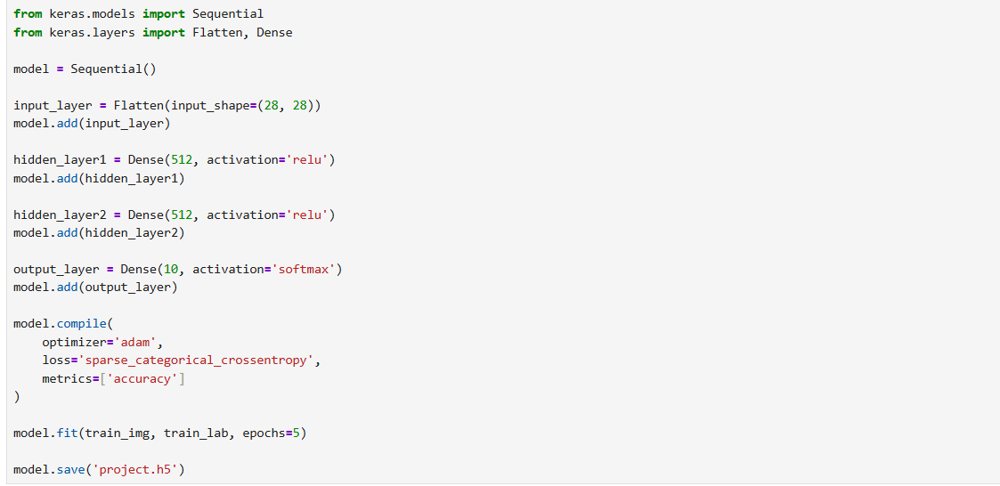 from keras.models import Sequential
from keras.layers import Flatten, Dense

model = Sequential()

input_layer = Flatten(input_shape=(28, 28))
model.add(input_layer)

hidden_layer1 = Dense(512, activation='relu')
model.add(hidden_layer1)

hidden_layer2 = Dense(512, activation='relu')
model.add(hidden_layer2)

output_layer = Dense(10, activation='softmax')
model.add(output_layer)

model.compile(
    optimizer='adam',
    loss='sparse_categorical_crossentropy',
    metrics=['accuracy']
)

model.fit(train_img, train_lab, epochs=5)

model.save('project.h5')